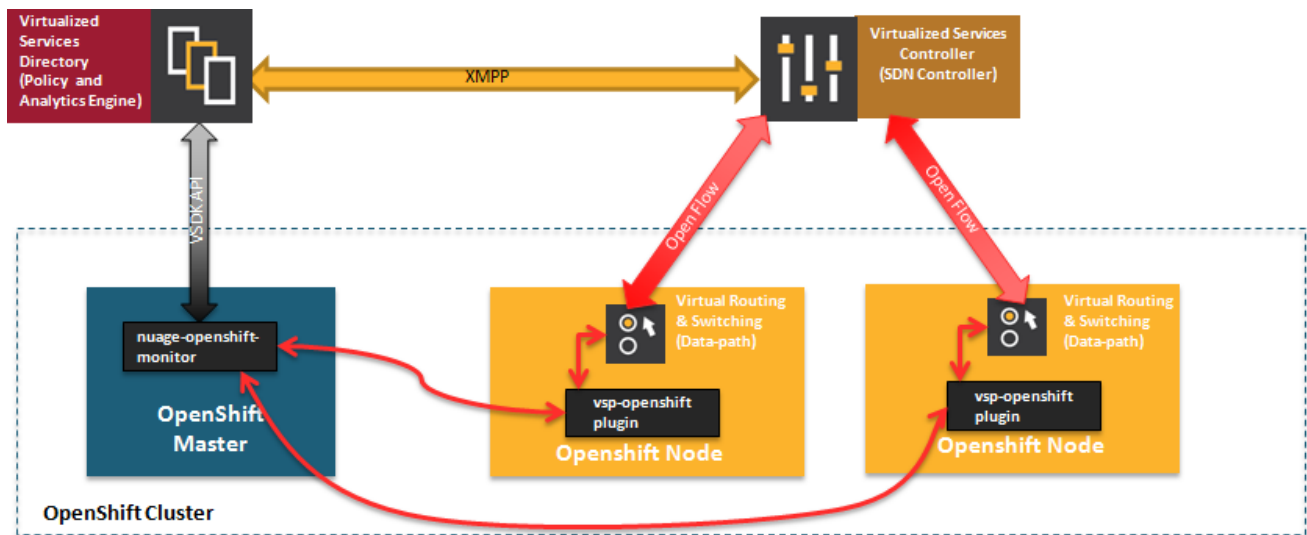 Virtualized
Services
Directory
(Policy and
Analytics Engine)
XMPP
Virtualized Services
Controller
(SDN Controller)
VSDK API
Open Flow
Open Flow
nuage-openshift-
monitor
OpenShift
Master
Virtual Routing
& Switching
(Data-path)
vsp-openshift
plugin
Openshift Node
Virtual Routing
& Switching
(Data-path)
vsp-openshift
plugin
Openshift Node
OpenShift Cluster